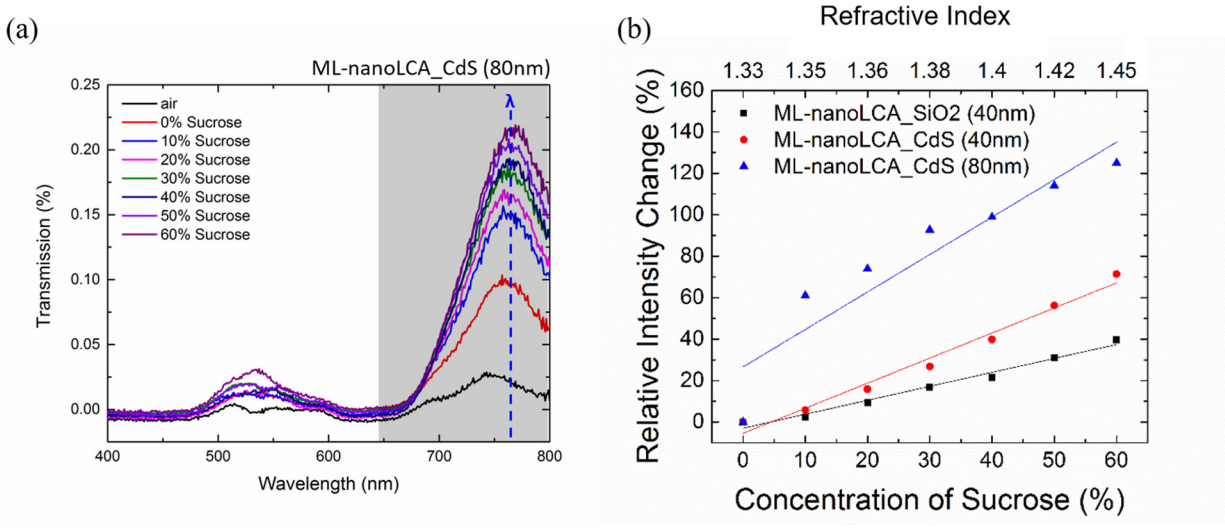 (a)
ML-nanoLCA_CdS (80nm)
0.25
0.20
0.15
0.10
0.05
0.00
Transmission (%)
air
0% Sucrose
10% Sucrose
20% Sucrose
30% Sucrose
40% Sucrose
50% Sucrose
60% Sucrose
λ
400 500 600 700 800
Wavelength (nm)
(b)
Refractive Index
1.33 1.35 1.36 1.38 1.4 1.42 1.45
160
140
120
100
80
60
40
20
0
Relative Intensity Change (%)
ML-nanoLCA_SiO2 (40nm)
ML-nanoLCA_CdS (40nm)
ML-nanoLCA_CdS (80nm)
0 10 20 30 40 50 60
Concentration of Sucrose (%)